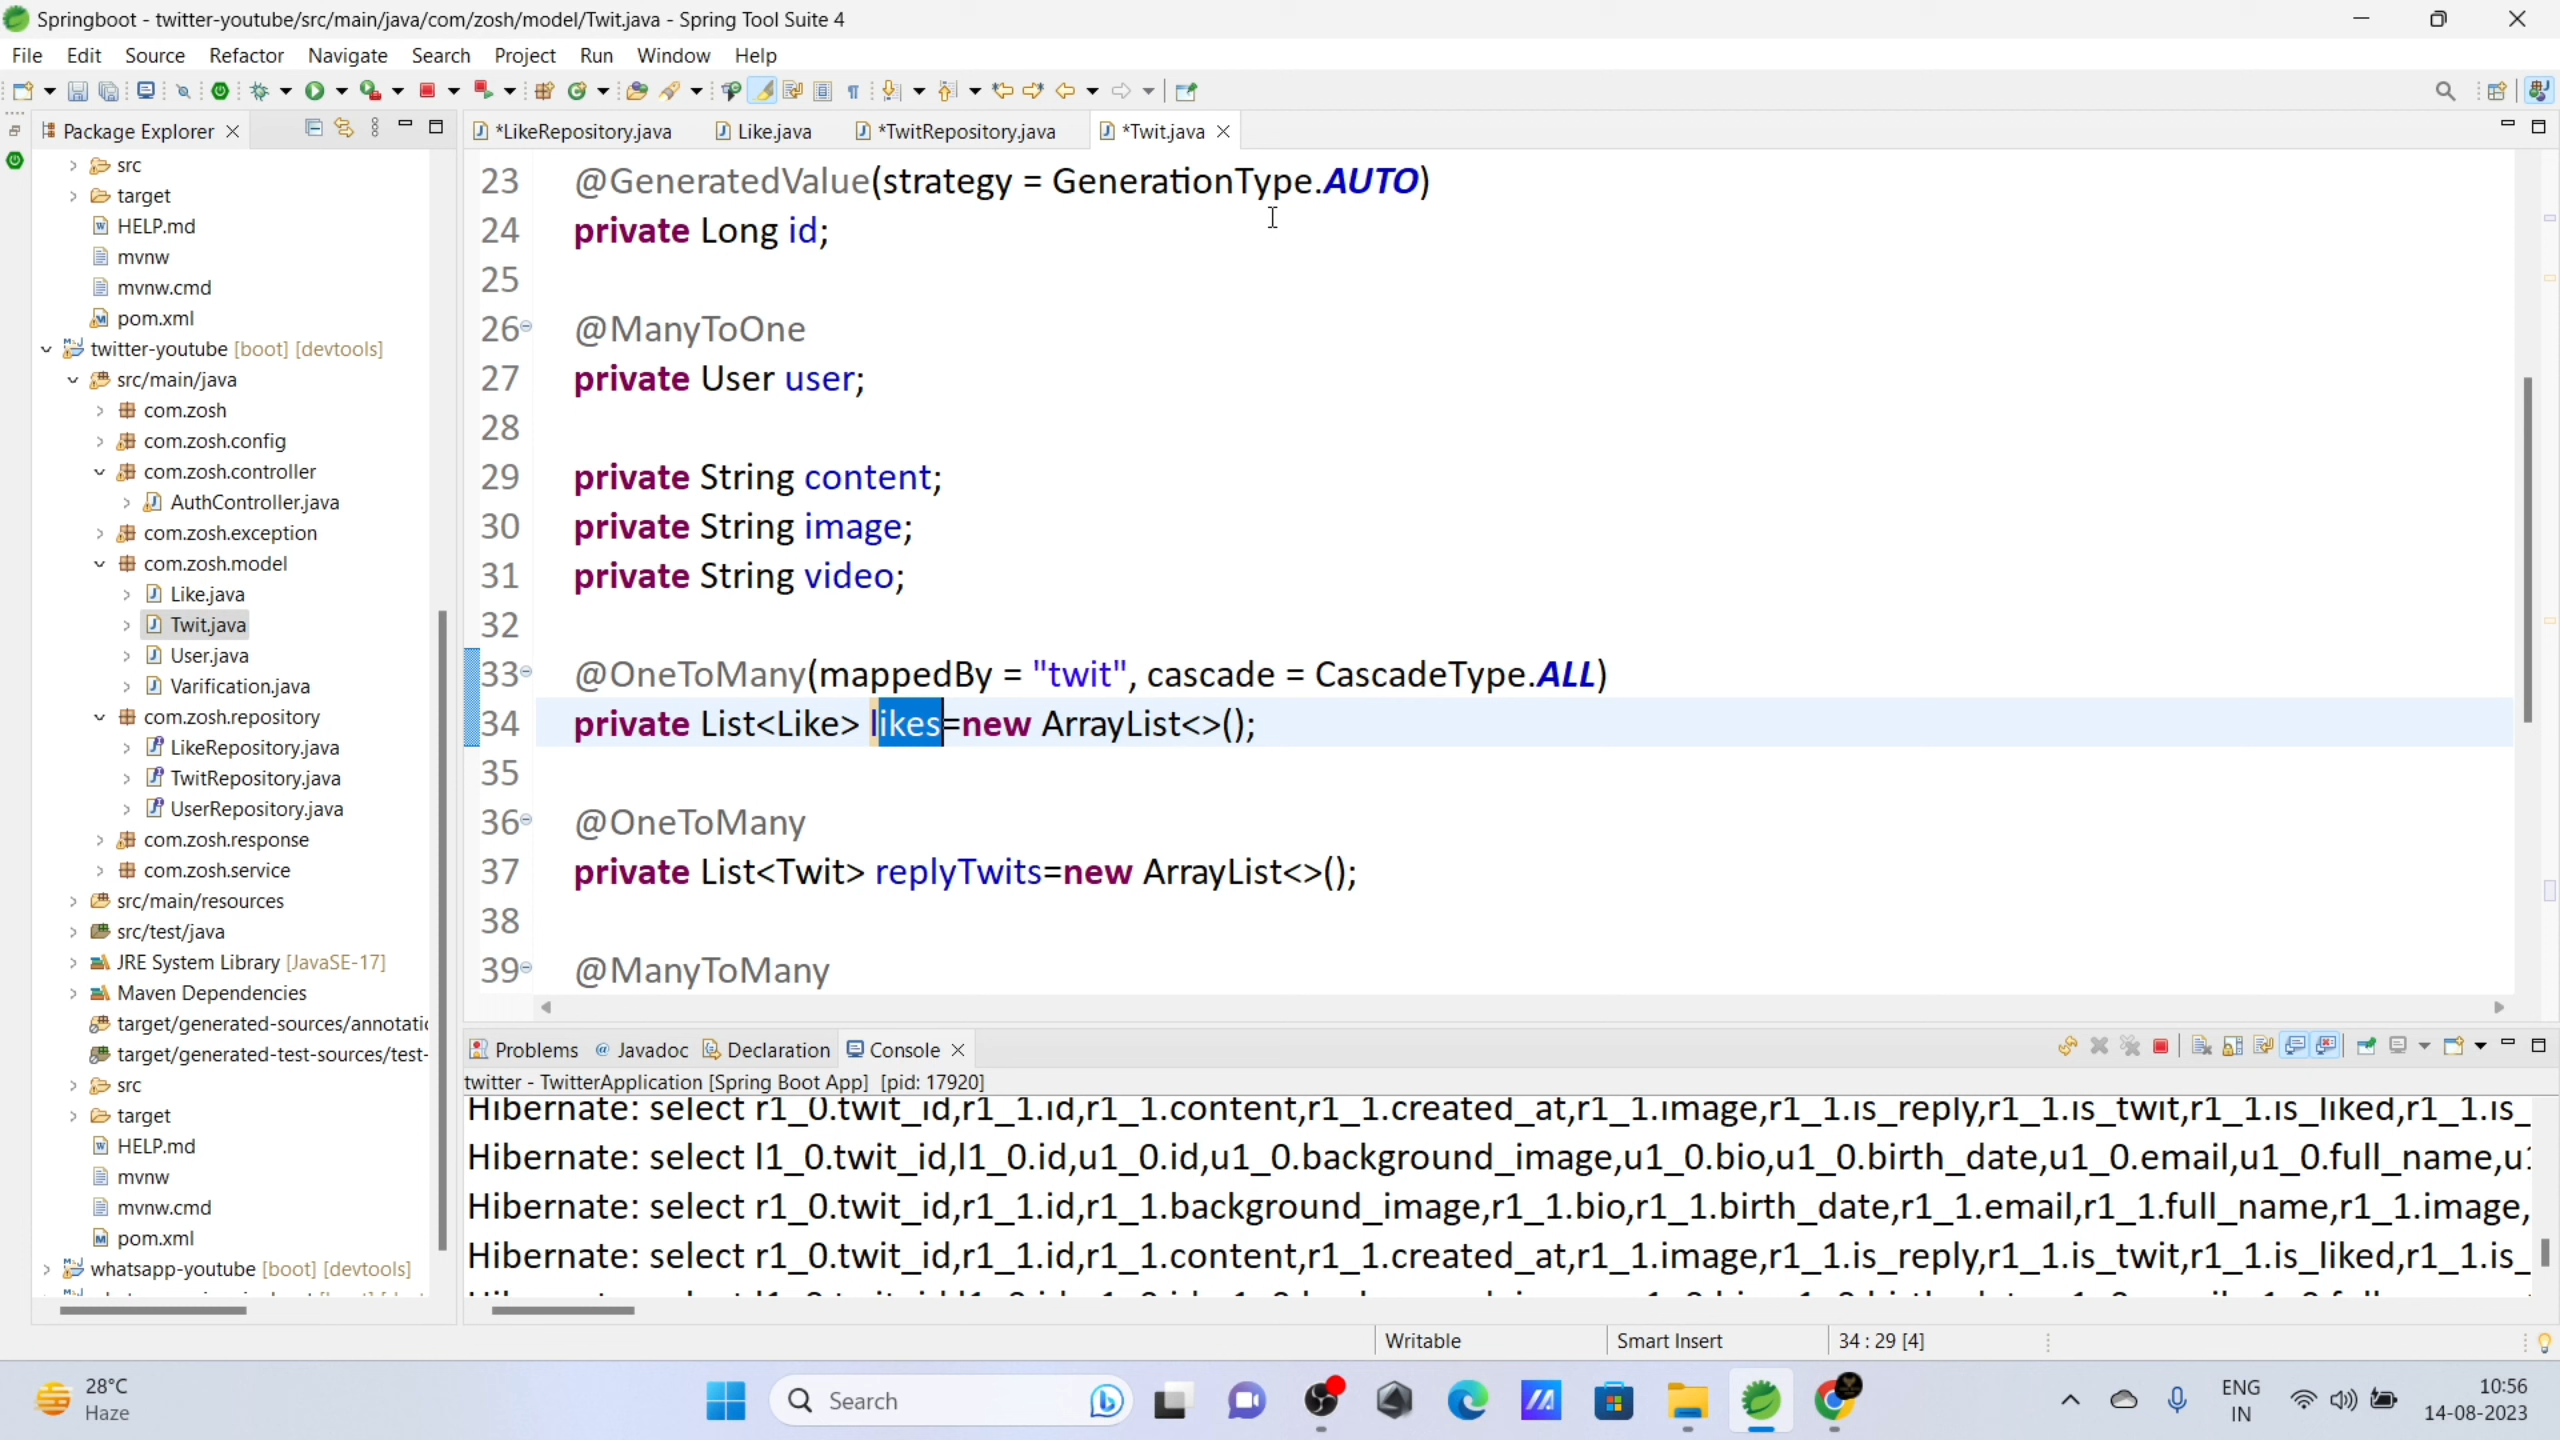 Springboot - twitter-youtube/src/main/java/com/zosh/model/Twit.java - Spring Tool Suite 4
File Edit Source Refactor Navigate Search Project Run Window Help
Package Explorer
src
target
HELP.md
mvnw
mvnw.cmd
pom.xml
twitter-youtube [boot] [devtools]
src/main/java
com.zosh
com.zosh.config
com.zosh.controller
AuthController.java
com.zosh.exception
com.zosh.model
Like.java
Twit.java
User.java
Varification.java
com.zosh.repository
LikeRepository.java
TwitRepository.java
UserRepository.java
com.zosh.response
com.zosh.service
src/main/resources
src/test/java
JRE System Library [JavaSE-17]
Maven Dependencies
target/generated-sources/annotati
target/generated-test-sources/test-
src
target
HELP.md
mvnw
mvnw.cmd
pom.xml
whatsapp-youtube [boot] [devtools]
*LikeRepository.java Like.java *TwitRepository.java *Twit.java
23 @GeneratedValue(strategy = GenerationType.AUTO)
24 private Long id;
25
26 @ManyToOne
27 private User user;
28
29 private String content;
30 private String image;
31 private String video;
32
33 @OneToMany(mappedBy = "twit", cascade = CascadeType.ALL)
34 private List<Like> likes=new ArrayList<>();
35
36 @OneToMany
37 private List<Twit> replyTwits=new ArrayList<>();
38
39 @ManyToMany
Problems Javadoc Declaration Console
twitter - TwitterApplication [Spring Boot App] [pid: 17920]
Hibernate: select r1_0.twit_id,r1_1.id,r1_1.content,r1_1.created_at,r1_1.image,r1_1.is_reply,r1_1.is_twit,r1_1.is_liked,r1_1.is_
Hibernate: select l1_0.twit_id,l1_0.id,u1_0.id,u1_0.background_image,u1_0.bio,u1_0.birth_date,u1_0.email,u1_0.full_name,u1
Hibernate: select r1_0.twit_id,r1_1.id,r1_1.background_image,r1_1.bio,r1_1.birth_date,r1_1.email,r1_1.full_name,r1_1.image,
Hibernate: select r1_0.twit_id,r1_1.id,r1_1.content,r1_1.created_at,r1_1.image,r1_1.is_reply,r1_1.is_twit,r1_1.is_liked,r1_1.is_
Writable Smart Insert 34 : 29 [4]
28°C
Haze
Search
ENG
IN
10:56
14-08-2023